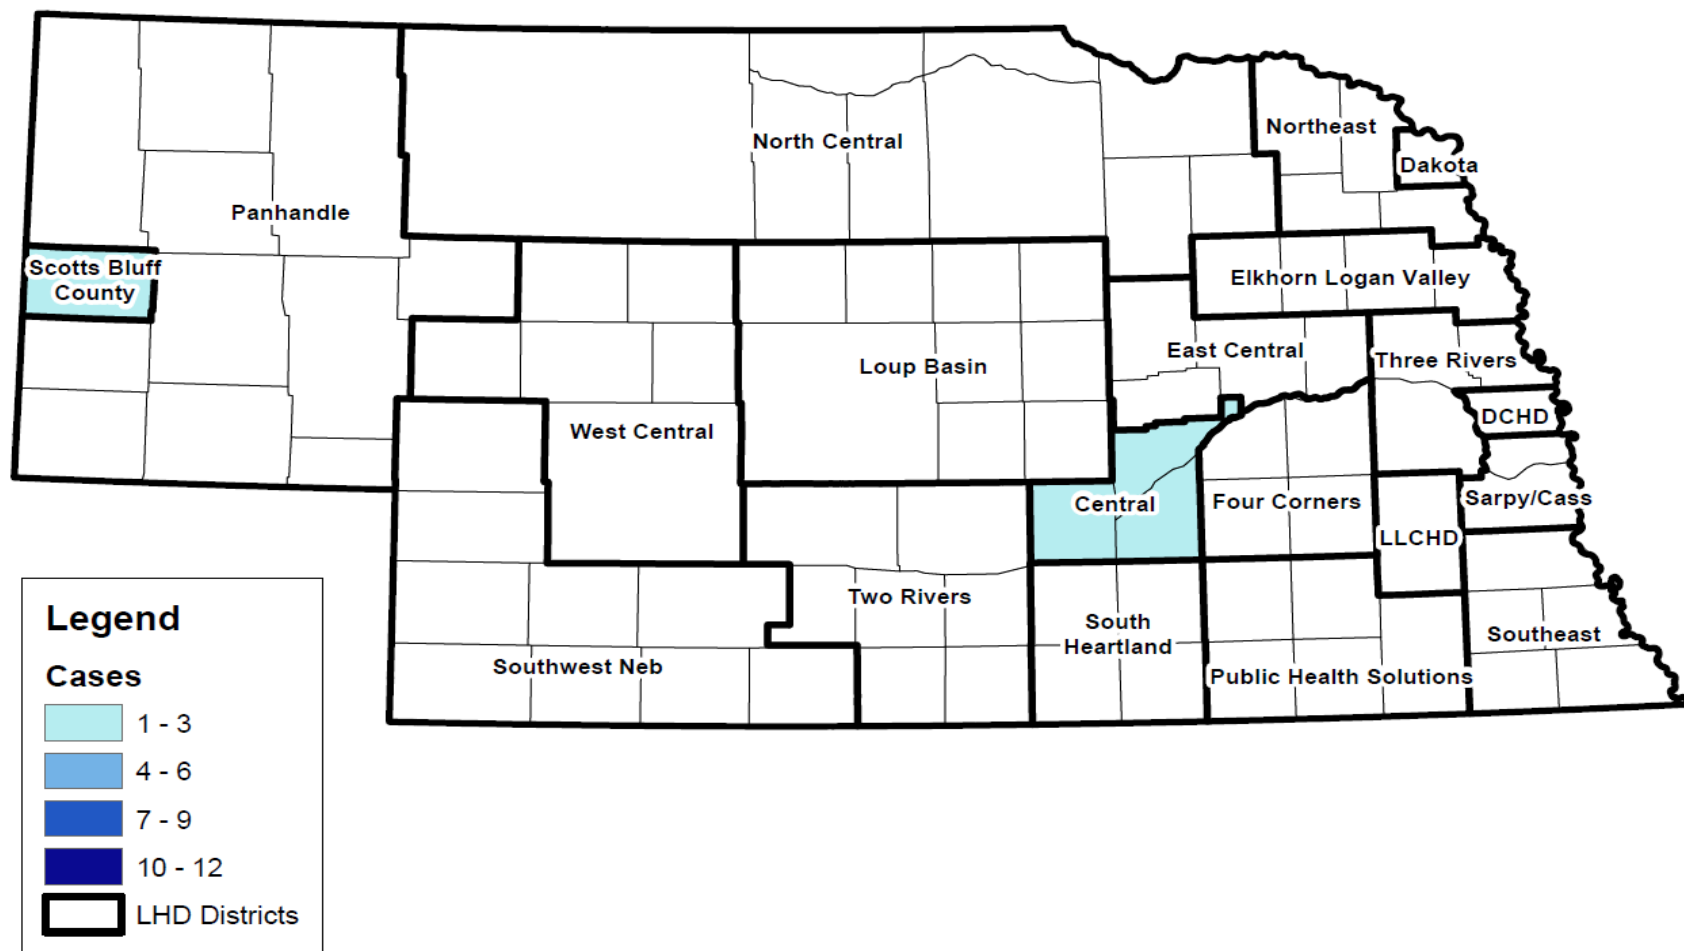 North Central
Northeast
Dakota
Panhandle
Scotts Bluff
County
Elkhorn Logan Valley
East Central
Three Rivers
Loup Basin
DCHD
West Central
Central
Four Corners
Sarpy/Cass
LLCHD
Two Rivers
South
Heartland
Southeast
Southwest Neb
Public Health Solutions
Legend
Cases
1 - 3
4 - 6
7 - 9
10 - 12
LHD Districts